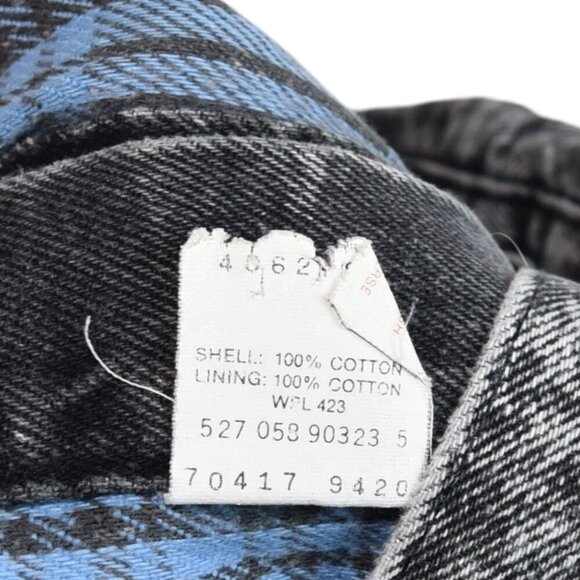 4062
SHELL: 100% COTTON
LINING: 100% COTTON
WPL 423
527 058 90323 5
70417 9420